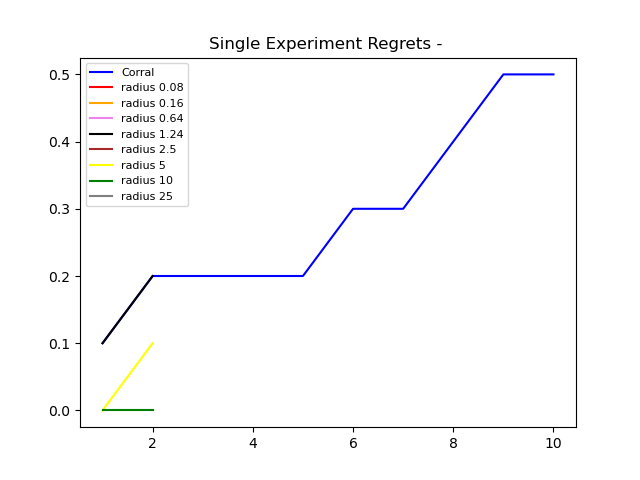 Single Experiment Regrets -
0.5
0.4
0.3
0.2
0.1
0.0
Corral
radius 0.08
radius 0.16
radius 0.64
radius 1.24
radius 2.5
radius 5
radius 10
radius 25
2 4 6 8 10